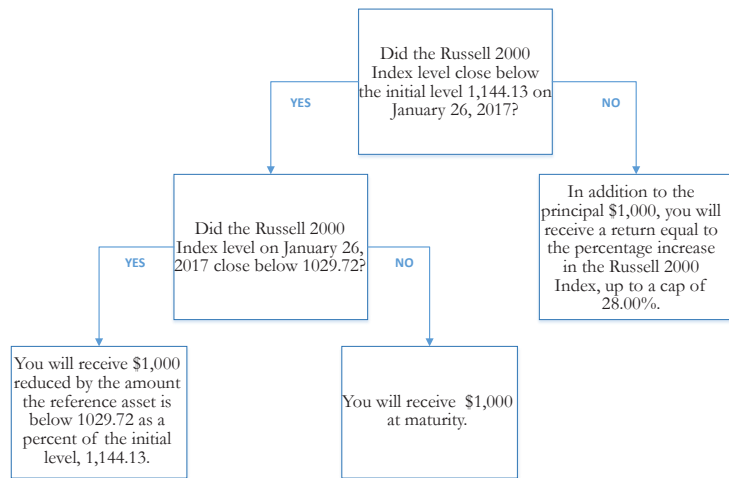 Did the Russell 2000
Index level close below
the initial level 1,144.13 on
January 26, 2017?
YES
NO
Did the Russell 2000
Index level on January 26,
2017 close below 1029.72?
In addition to the
principal $1,000, you will
receive a return equal to
the percentage increase
in the Russell 2000
Index, up to a cap of
28.00%.
YES
NO
You will receive $1,000
reduced by the amount
the reference asset is
below 1029.72 as a
percent of the initial
level, 1,144.13.
You will receive $1,000
at maturity.